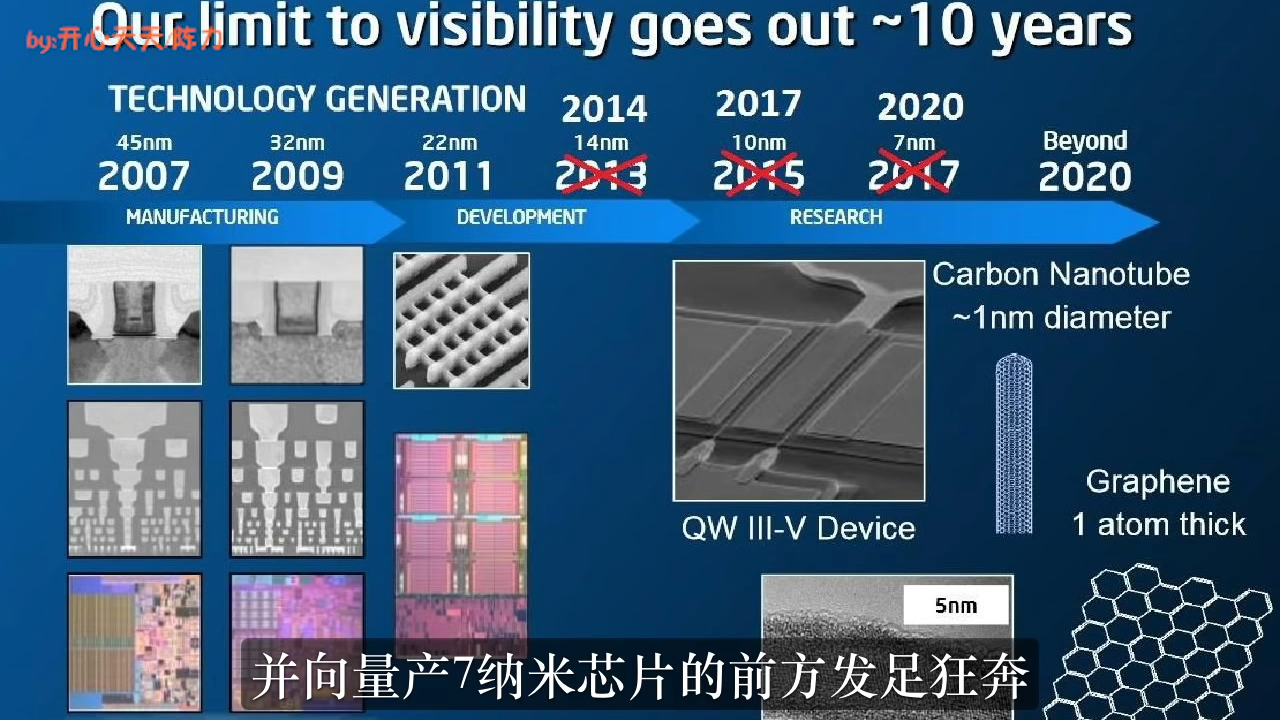 Our limit to visibility goes out ~10 years
by:开心天天陈力
TECHNOLOGY GENERATION
2014 2017 2020
45nm 32nm 22nm 14nm 10nm 7nm Beyond
2007 2009 2011 2013 2015 2017 2020
MANUFACTURING DEVELOPMENT RESEARCH
Carbon Nanotube
~1nm diameter
Graphene
1 atom thick
QW III-V Device
5nm
并向量产7纳米芯片的前方发足狂奔